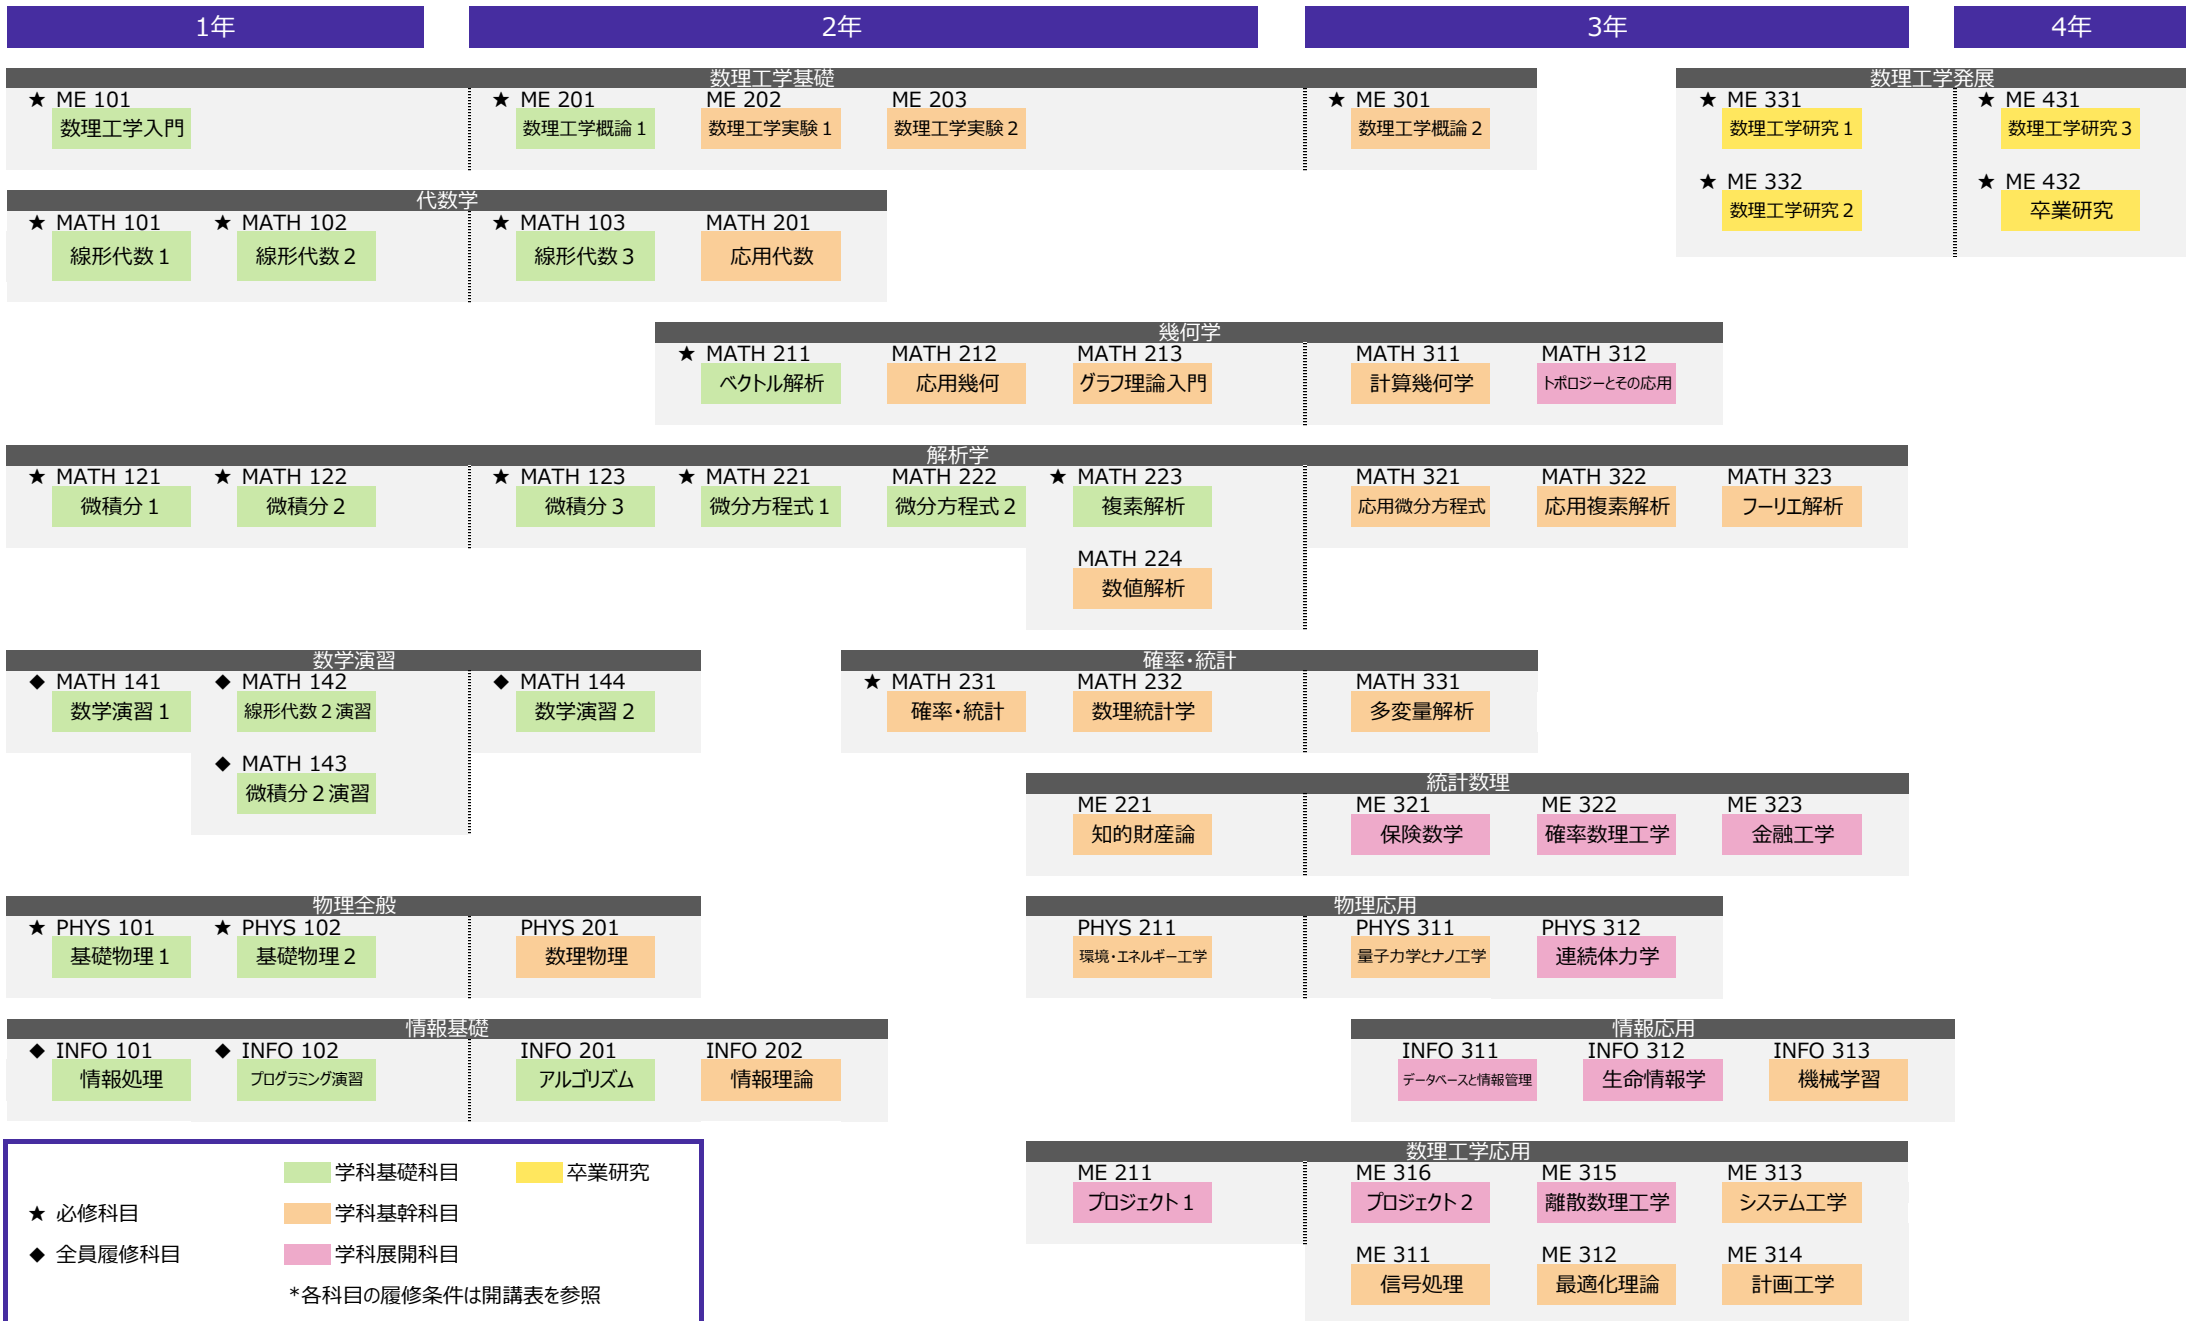 1年 2年 3年 4年
数理工学基礎 数理工学発展
★ ME 101 ★ ME 201 ME 202 ME 203 ★ ME 301 ★ ME 331 ★ ME 431
数理工学入門 数理工学概論1 数理工学実験1 数理工学実験2 数理工学概論2 数理工学研究1 数理工学研究3
★ ME 332 ★ ME 432
数理工学研究2 卒業研究
代数学
★ MATH 101 ★ MATH 102 ★ MATH 103 MATH 201
線形代数1 線形代数2 線形代数3 応用代数
幾何学
★ MATH 211 MATH 212 MATH 213 MATH 311 MATH 312
ベクトル解析 応用幾何 グラフ理論入門 計算幾何学 トポロジーとその応用
解析学
★ MATH 121 ★ MATH 122 ★ MATH 123 ★ MATH 221 MATH 222 ★ MATH 223 MATH 321 MATH 322 MATH 323
微積分1 微積分2 微積分3 微分方程式1 微分方程式2 複素解析 応用微分方程式 応用複素解析 フーリエ解析
MATH 224
数値解析
数学演習 確率・統計
◆ MATH 141 ◆ MATH 142 ◆ MATH 144 ★ MATH 231 MATH 232 MATH 331
数学演習1 線形代数2演習 数学演習2 確率・統計 数理統計学 多変量解析
◆ MATH 143
微積分2演習
統計数理
ME 221 ME 321 ME 322 ME 323
知的財産論 保険数学 確率数理工学 金融工学
物理全般 物理応用
★ PHYS 101 ★ PHYS 102 PHYS 201 PHYS 211 PHYS 311 PHYS 312
基礎物理1 基礎物理2 数理物理 環境・エネルギー工学 量子力学とナノ工学 連続体力学
情報基礎 情報応用
◆ INFO 101 ◆ INFO 102 INFO 201 INFO 202 INFO 311 INFO 312 INFO 313
情報処理 プログラミング演習 アルゴリズム 情報理論 データベースと情報管理 生命情報学 機械学習
数理工学応用
ME 211 ME 316 ME 315 ME 313
プロジェクト1 プロジェクト2 離散数理工学 システム工学
ME 311 ME 312 ME 314
信号処理 最適化理論 計画工学
学科基礎科目 卒業研究
★ 必修科目 学科基幹科目
◆ 全員履修科目 学科展開科目
*各科目の履修条件は開講表を参照